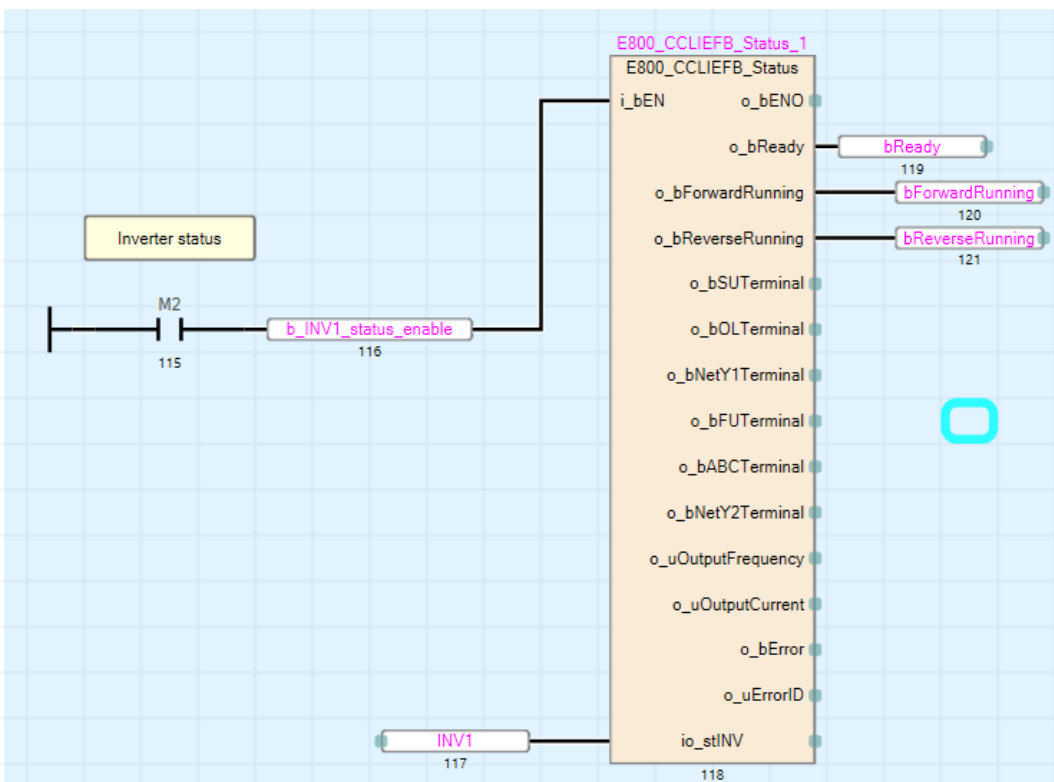 E800_CCLIEFB_Status_1
E800_CCLIEFB_Status
i_bEN o_bENO
o_bReady bReady
119
o_bForwardRunning bForwardRunning
120
o_bReverseRunning bReverseRunning
121
Inverter status
o_bSUTerminal
M2
b_INV1_status_enable o_bOLTerminal
115 116
o_bNetY1Terminal
o_bFUTerminal
o_bABCTerminal
o_bNetY2Terminal
o_uOutputFrequency
o_uOutputCurrent
o_bError
o_uErrorID
INV1 io_stINV
117 118